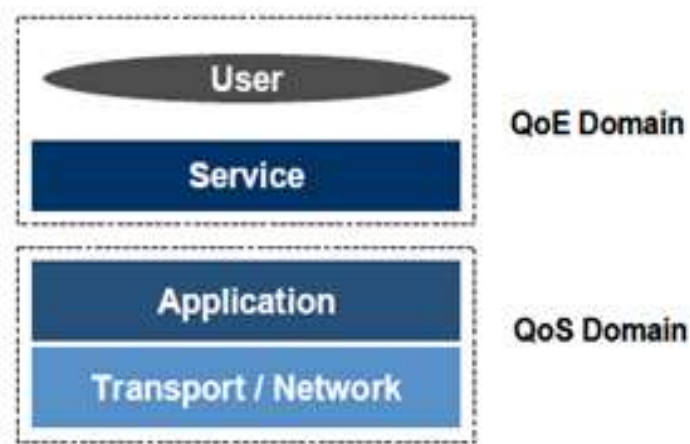 User
QoE Domain
Service
Application
QoS Domain
Transport / Network